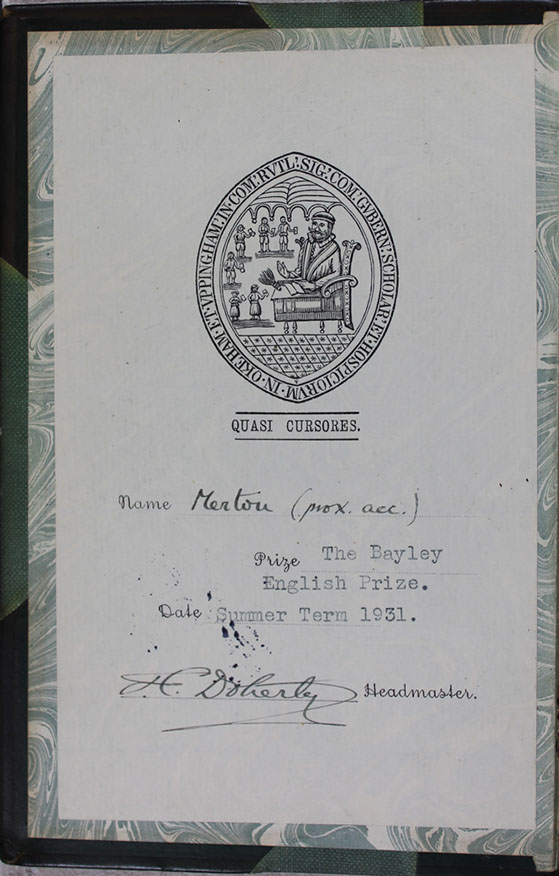 IN·COM:RVTL:SIG:COM:GVBERN:SCHOLAR:ET·HOSPICIORVM·IN·OKEHAM·ET·VPPINGHAM
QUASI CURSORES.
Name Merton (prox. acc.)
Prize The Bayley
English Prize.
Date Summer Term 1931.
H.C. Doherty Headmaster.